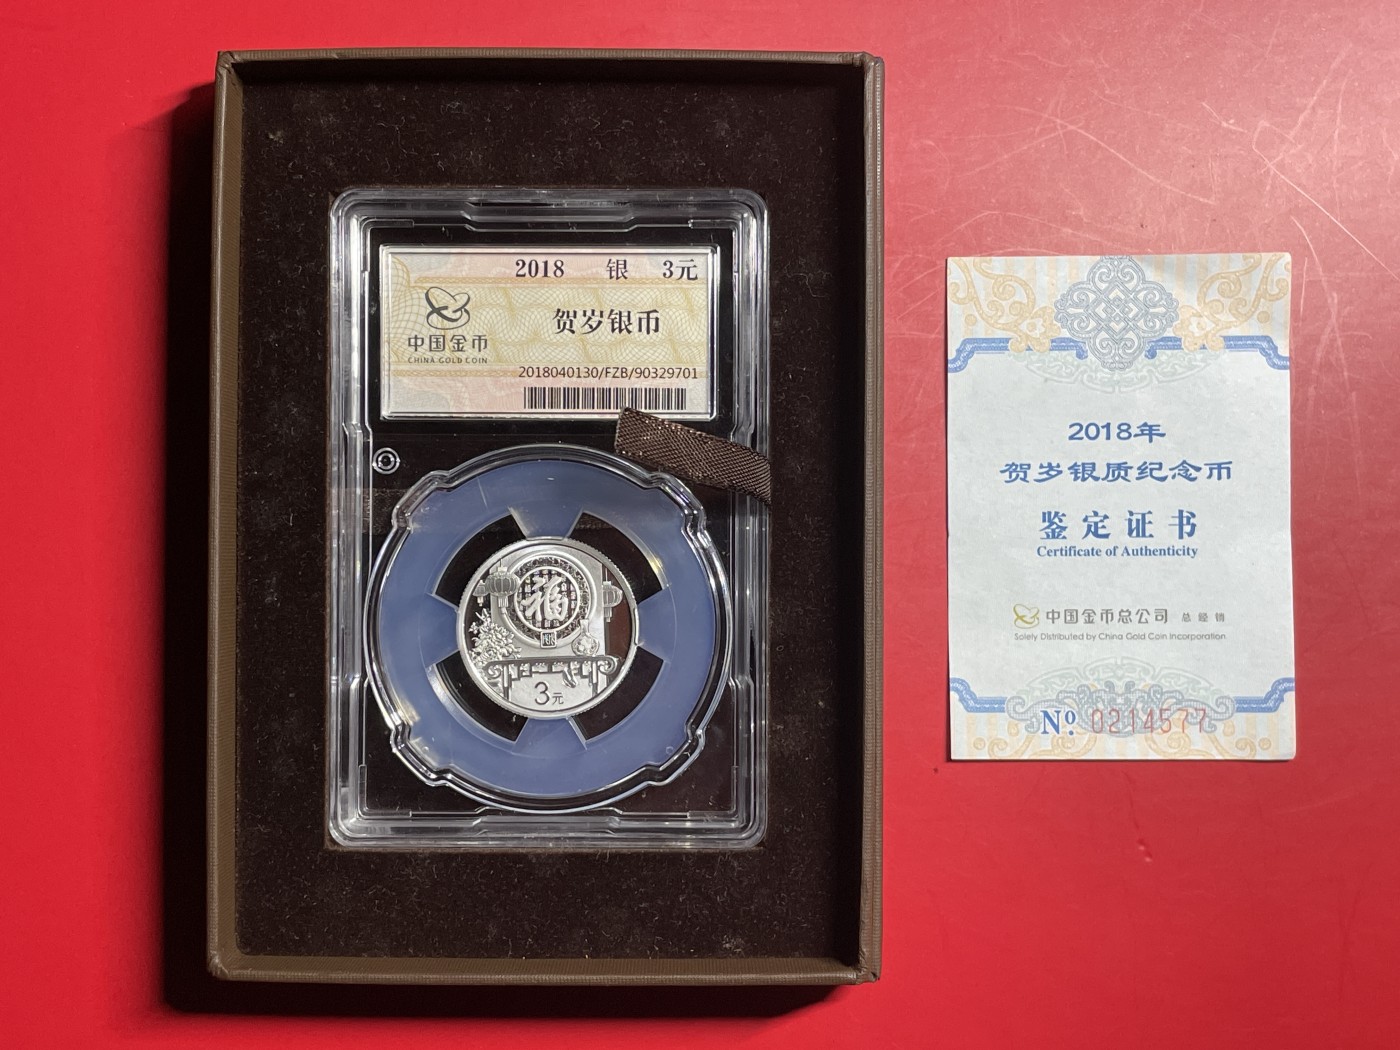 2018 银 3元
贺岁银币
中国金币
CHINA GOLD COIN
2018040130/FZB/90329701
福
3元
2018年
贺岁银质纪念币
鉴定证书
Certificate of Authenticity
中国金币总公司 总经销
Solely Distributed by China Gold Coin Incorporation.
Nº. 0214577